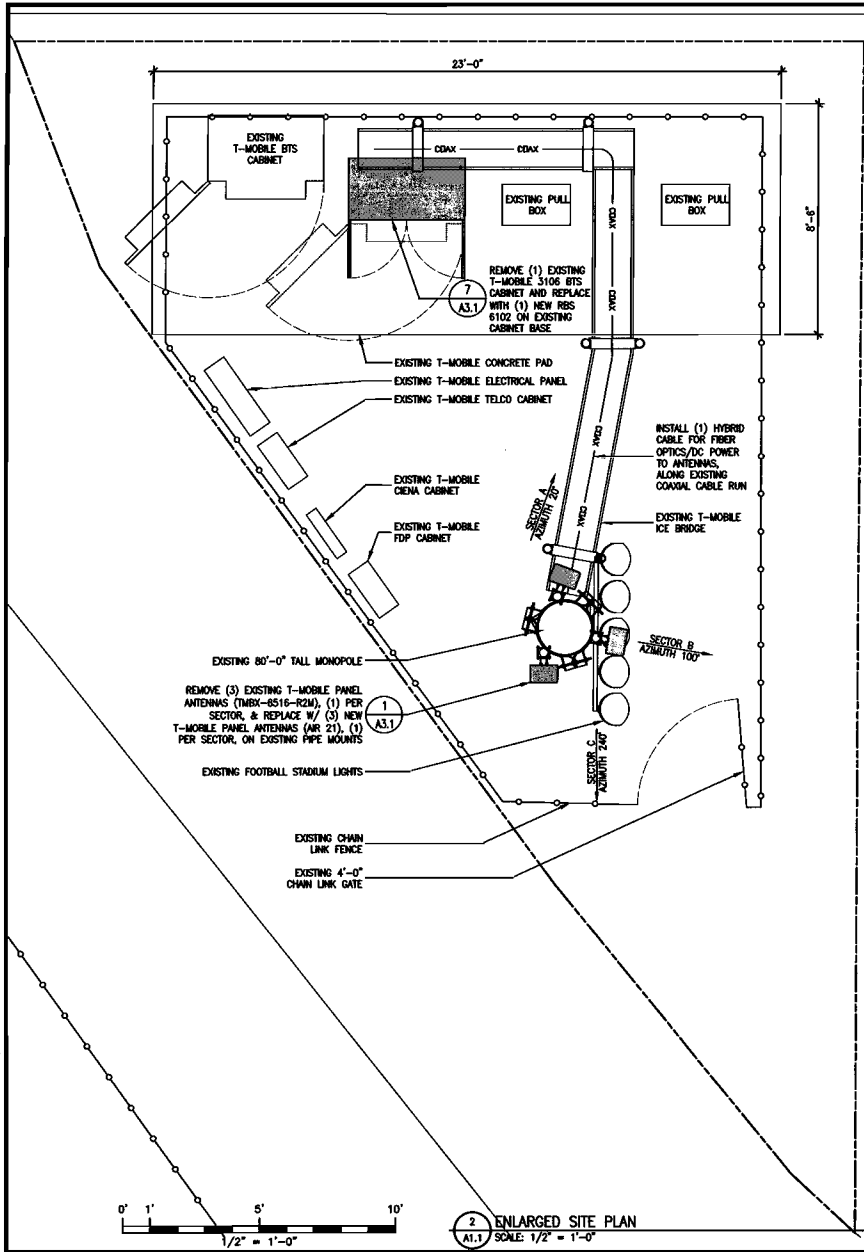 23'-0"
8'-6"
EXISTING
T-MOBILE BTS
CABINET
COAX
COAX
EXISTING PULL
BOX
EXISTING PULL
BOX
COAX
COAX
COAX
COAX
7
A3.1
REMOVE (1) EXISTING
T-MOBILE 3106 BTS
CABINET AND REPLACE
WITH (1) NEW RBS
6102 ON EXISTING
CABINET BASE
EXISTING T-MOBILE CONCRETE PAD
EXISTING T-MOBILE ELECTRICAL PANEL
EXISTING T-MOBILE TELCO CABINET
EXISTING T-MOBILE
CIENA CABINET
EXISTING T-MOBILE
FDP CABINET
INSTALL (1) HYBRID
CABLE FOR FIBER
OPTICS/DC POWER
TO ANTENNAS,
ALONG EXISTING
COAXIAL CABLE RUN
EXISTING T-MOBILE
ICE BRIDGE
SECTOR A
AZIMUTH 20°
SECTOR B
AZIMUTH 100°
SECTOR C
AZIMUTH 240°
EXISTING 80'-0" TALL MONOPOLE
REMOVE (3) EXISTING T-MOBILE PANEL
ANTENNAS (TMBX-6516-R2M), (1) PER
SECTOR, & REPLACE W/ (3) NEW
T-MOBILE PANEL ANTENNAS (AIR 21), (1)
PER SECTOR, ON EXISTING PIPE MOUNTS
1
A3.1
EXISTING FOOTBALL STADIUM LIGHTS
EXISTING CHAIN
LINK FENCE
EXISTING 4'-0"
CHAIN LINK GATE
0' 1' 5' 10'
1/2" = 1'-0"
2
A1.1
ENLARGED SITE PLAN
SCALE: 1/2" = 1'-0"